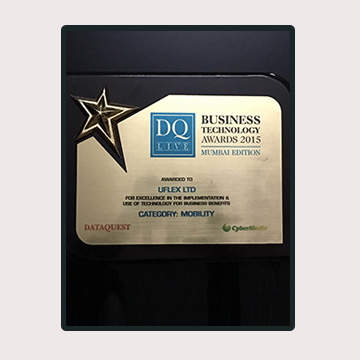 DQ
LIVE
BUSINESS
TECHNOLOGY
AWARDS 2015
MUMBAI EDITION
AWARDED TO
UFLEX LTD
FOR EXCELLENCE IN THE IMPLEMENTATION &
USE OF TECHNOLOGY FOR BUSINESS BENEFITS
CATEGORY: MOBILITY
DATAQUEST
CyberMedia